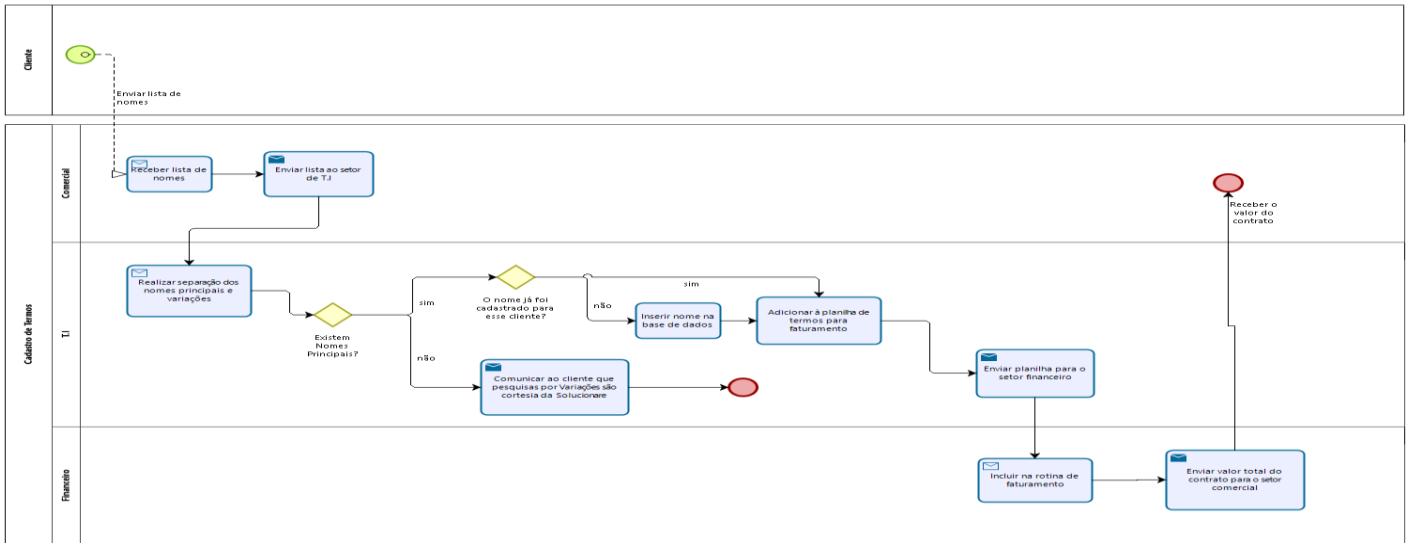 Cliente
Enviar lista de
nomes
Cadastro de Termos
Comercial
Receber lista de
nomes
Enviar lista ao setor
de T.I
Receber o
valor do
contrato
T.I
Realizar separação dos
nomes principais e
variações
Existem
Nomes
Principais?
sim
não
O nome já foi
cadastrado para
esse cliente?
sim
não
Inserir nome na
base de dados
Adicionar à planilha de
termos para
faturamento
Comunicar ao cliente que
pesquisas por Variações são
cortesia da Solucionare
Enviar planilha para o
setor financeiro
Financeiro
Incluir na rotina de
faturamento
Enviar valor total do
contrato para o setor
comercial